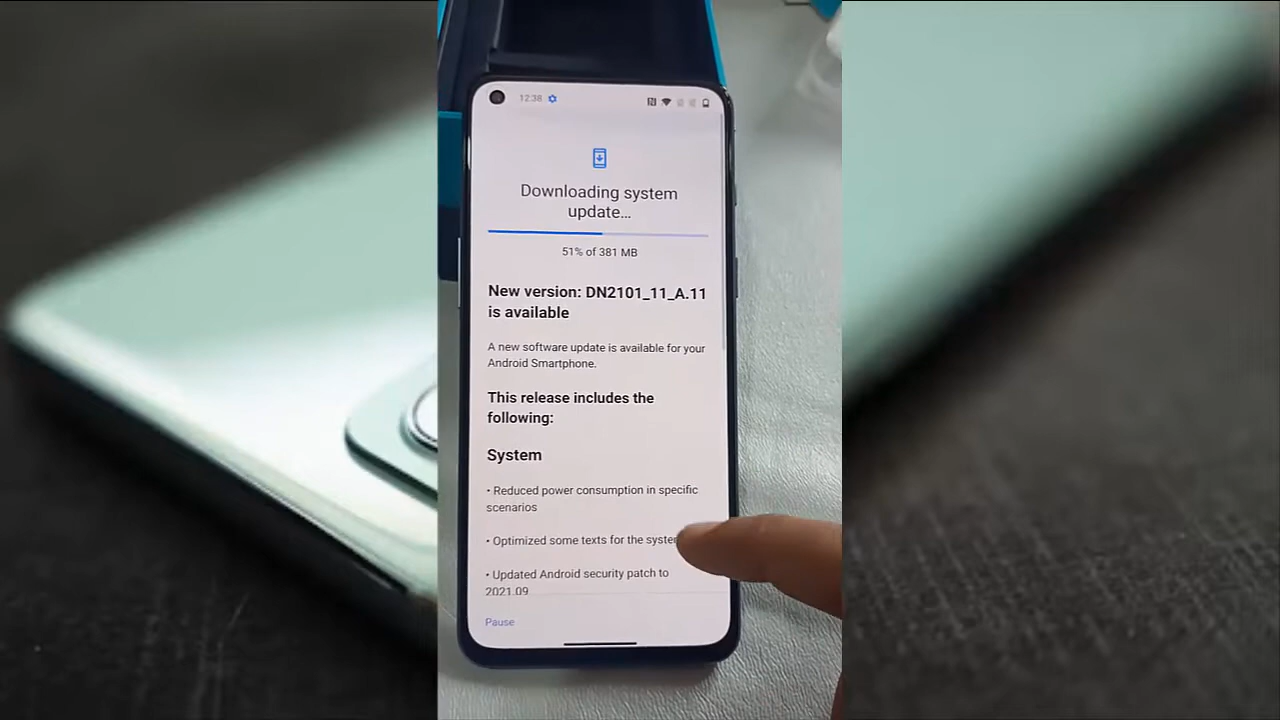 12:38
Downloading system
update...
51% of 381 MB
New version: DN2101_11_A.11
is available
A new software update is available for your
Android Smartphone.
This release includes the
following:
System
• Reduced power consumption in specific
scenarios
• Optimized some texts for the
• Updated Android security patch to
2021.09
Pause